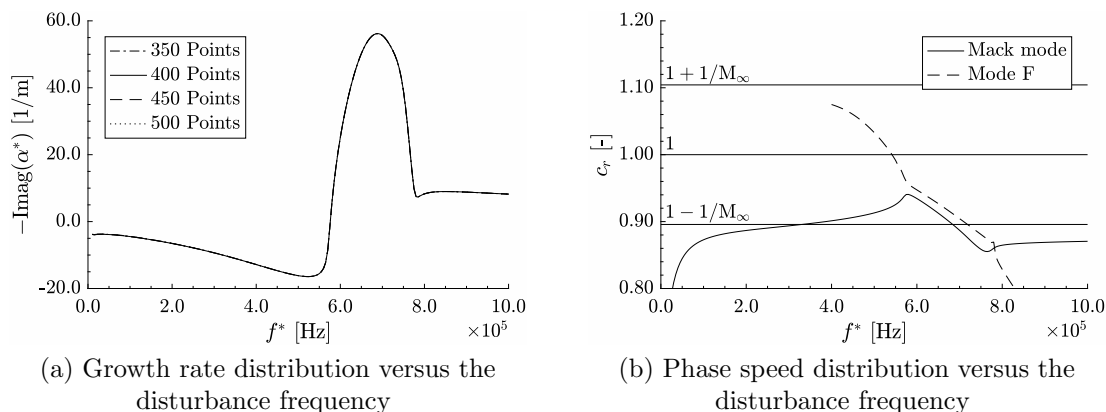 60.0
40.0
20.0
0.0
-20.0
−Imag(α*) [1/m]
350 Points
400 Points
450 Points
500 Points
0.0 2.0 4.0 6.0 8.0 10.0
f* [Hz]
×10⁵
(a) Growth rate distribution versus the
disturbance frequency
1.20
1.10
1.00
0.90
0.80
c_r [-]
Mack mode
Mode F
1 + 1/M∞
1
1 − 1/M∞
0.0 2.0 4.0 6.0 8.0 10.0
f* [Hz]
×10⁵
(b) Phase speed distribution versus the
disturbance frequency